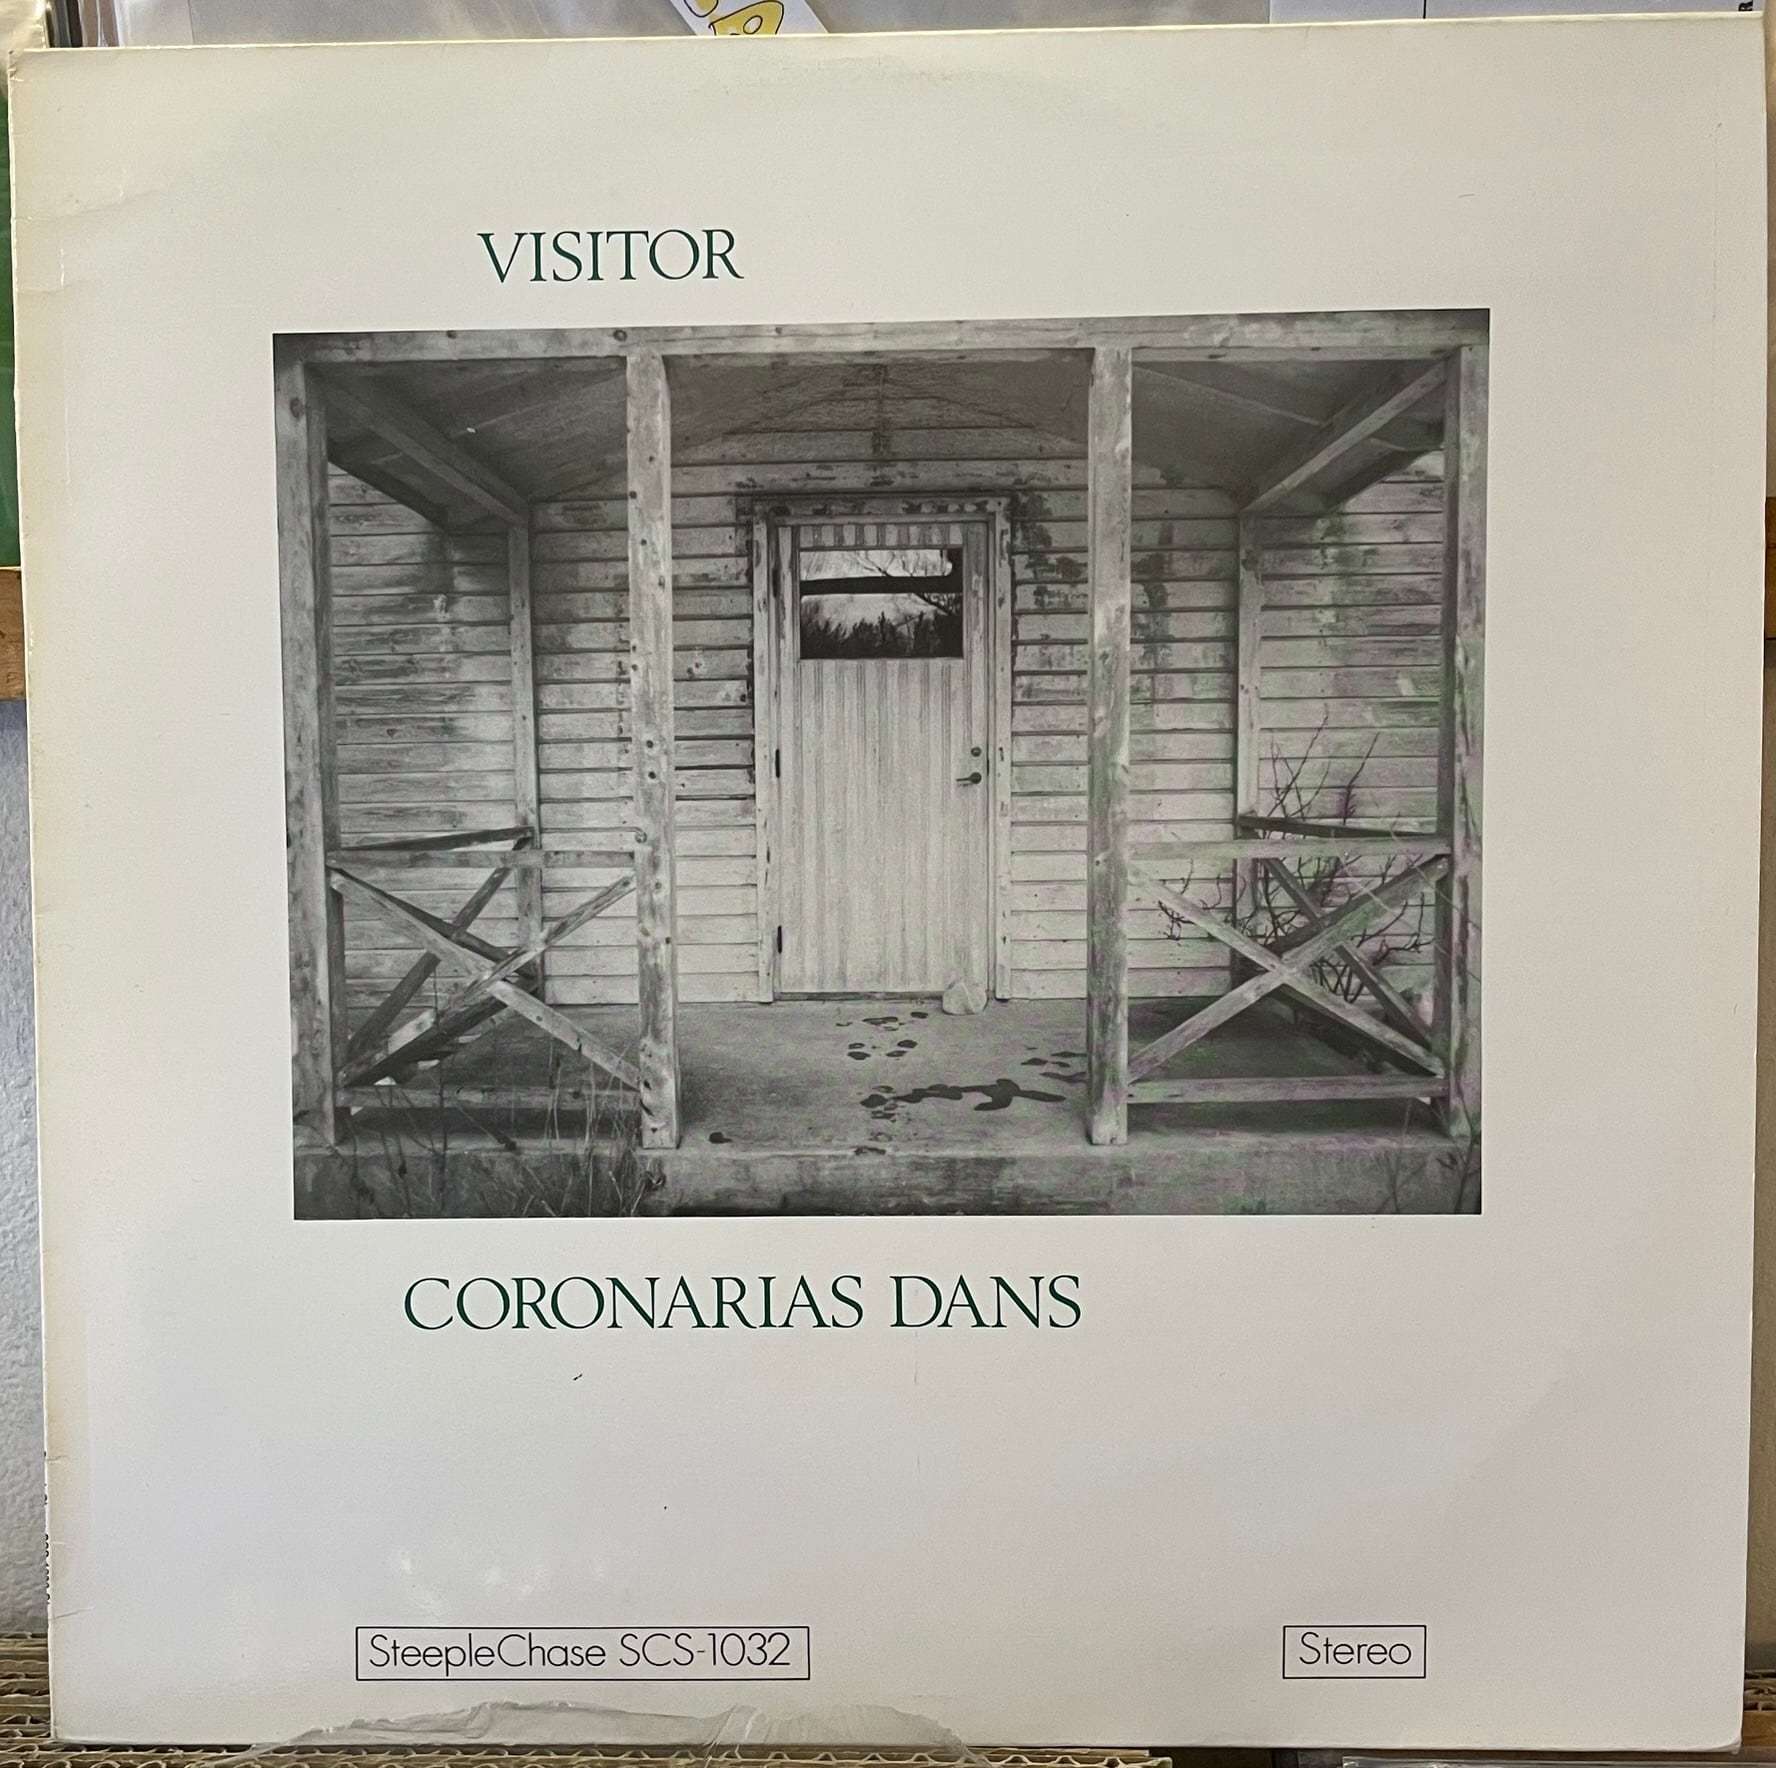 VISITOR
CORONARIAS DANS
SteepleChase SCS-1032
Stereo